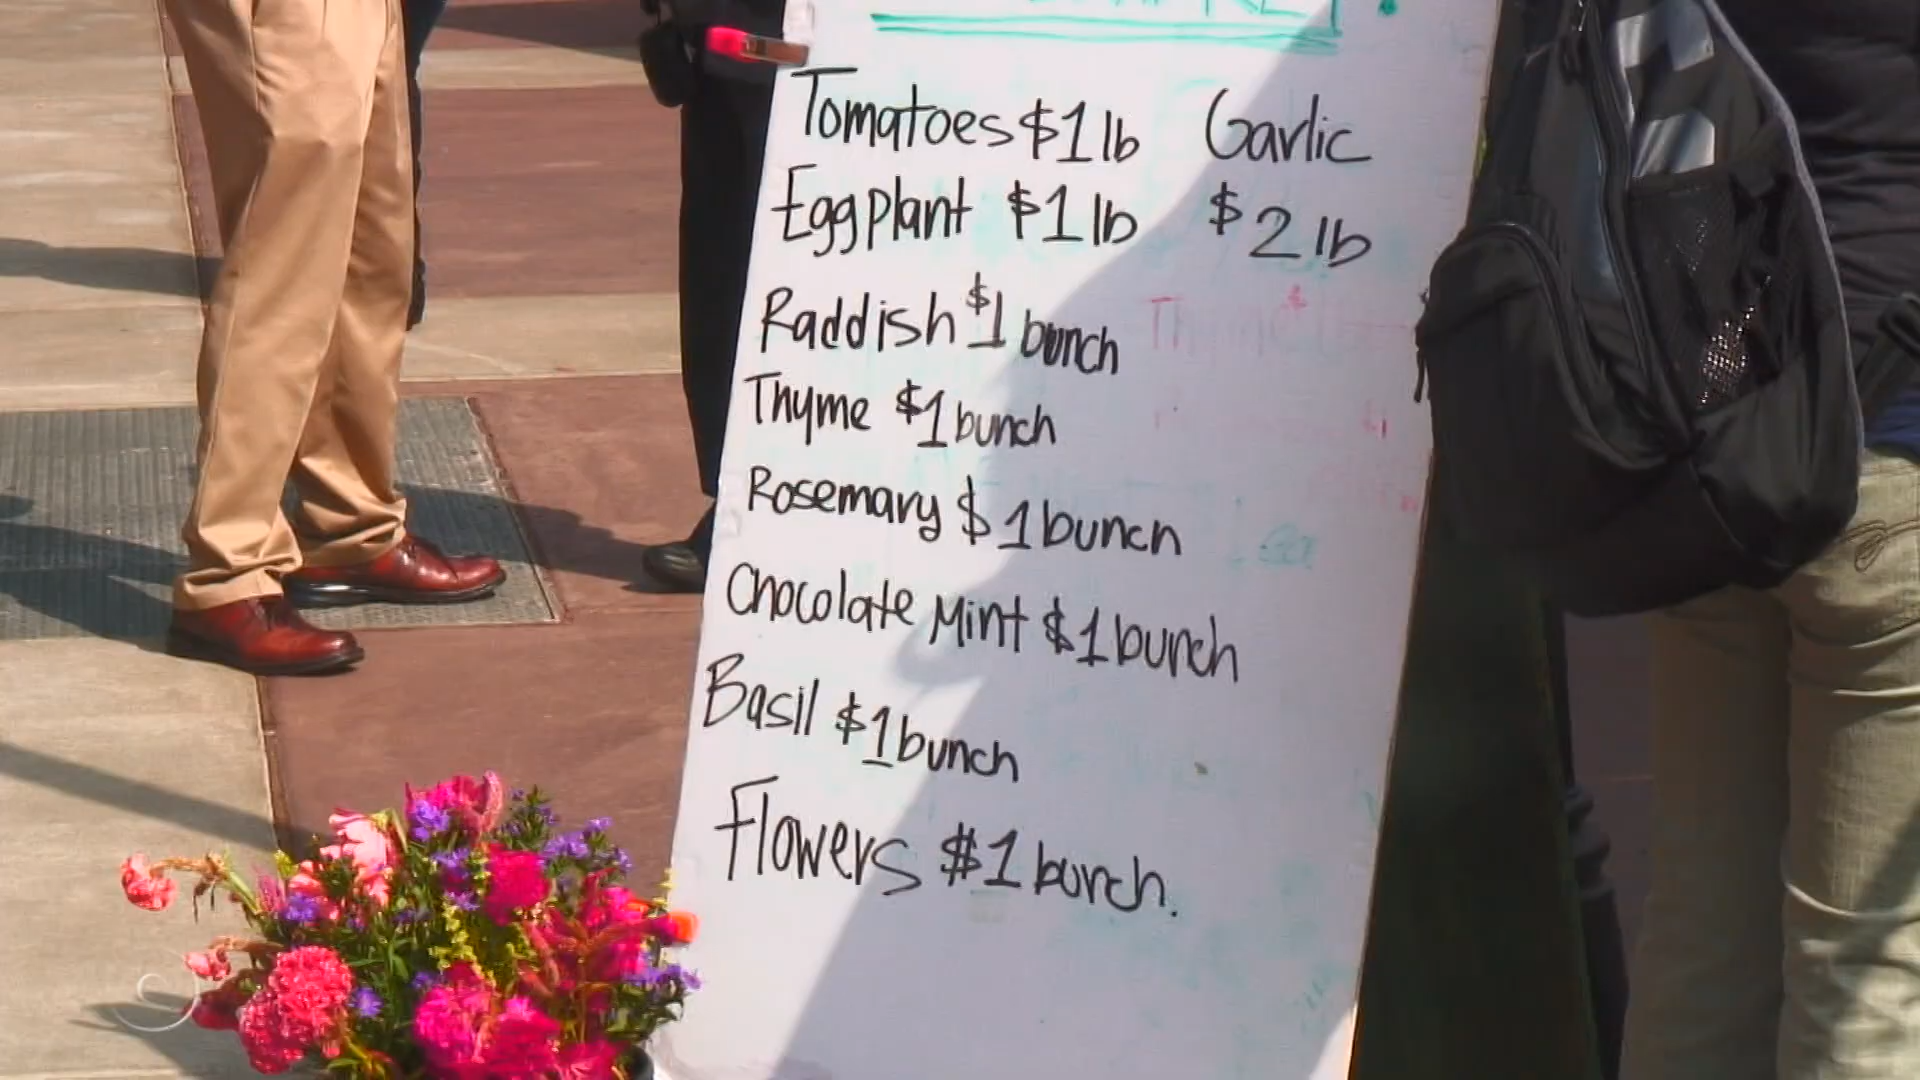 Tomatoes $1 lb
Garlic
Eggplant $1 lb
$2 lb
Raddish $1 bunch
Thyme $1 bunch
Rosemary $1 bunch
Chocolate Mint $1 bunch
Basil $1 bunch
Flowers $1 bunch.